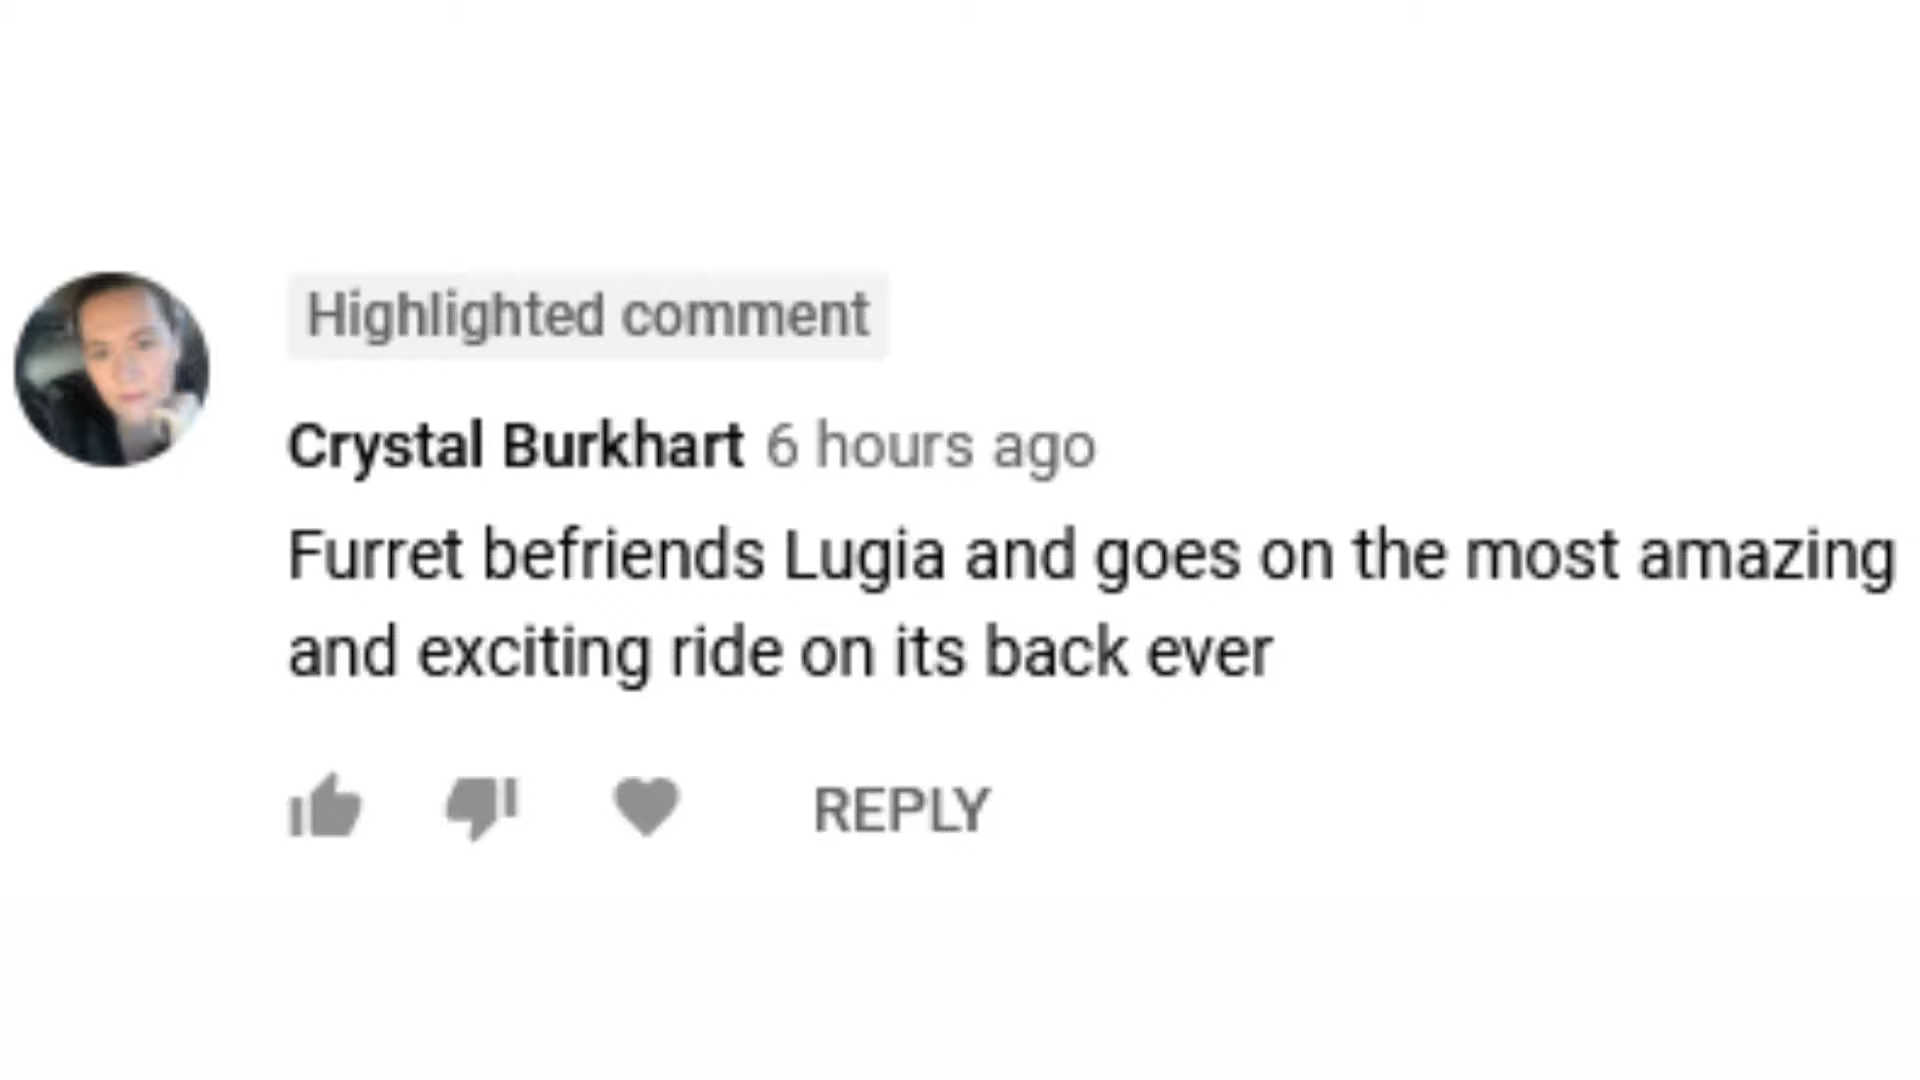 Highlighted comment
Crystal Burkhart 6 hours ago
Furret befriends Lugia and goes on the most amazing
and exciting ride on its back ever
REPLY